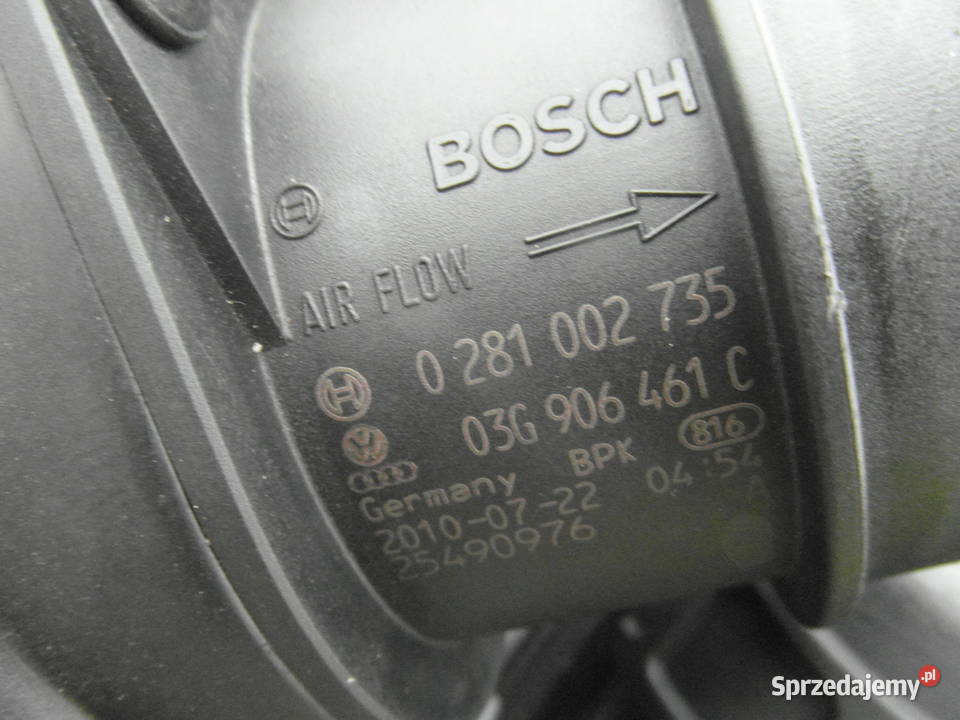 BOSCH
AIR FLOW
0 281 002 735
03G 906 461 C
Germany BPK 816
2010-07-22 04:54
25490976 A
Sprzedajemy.pl